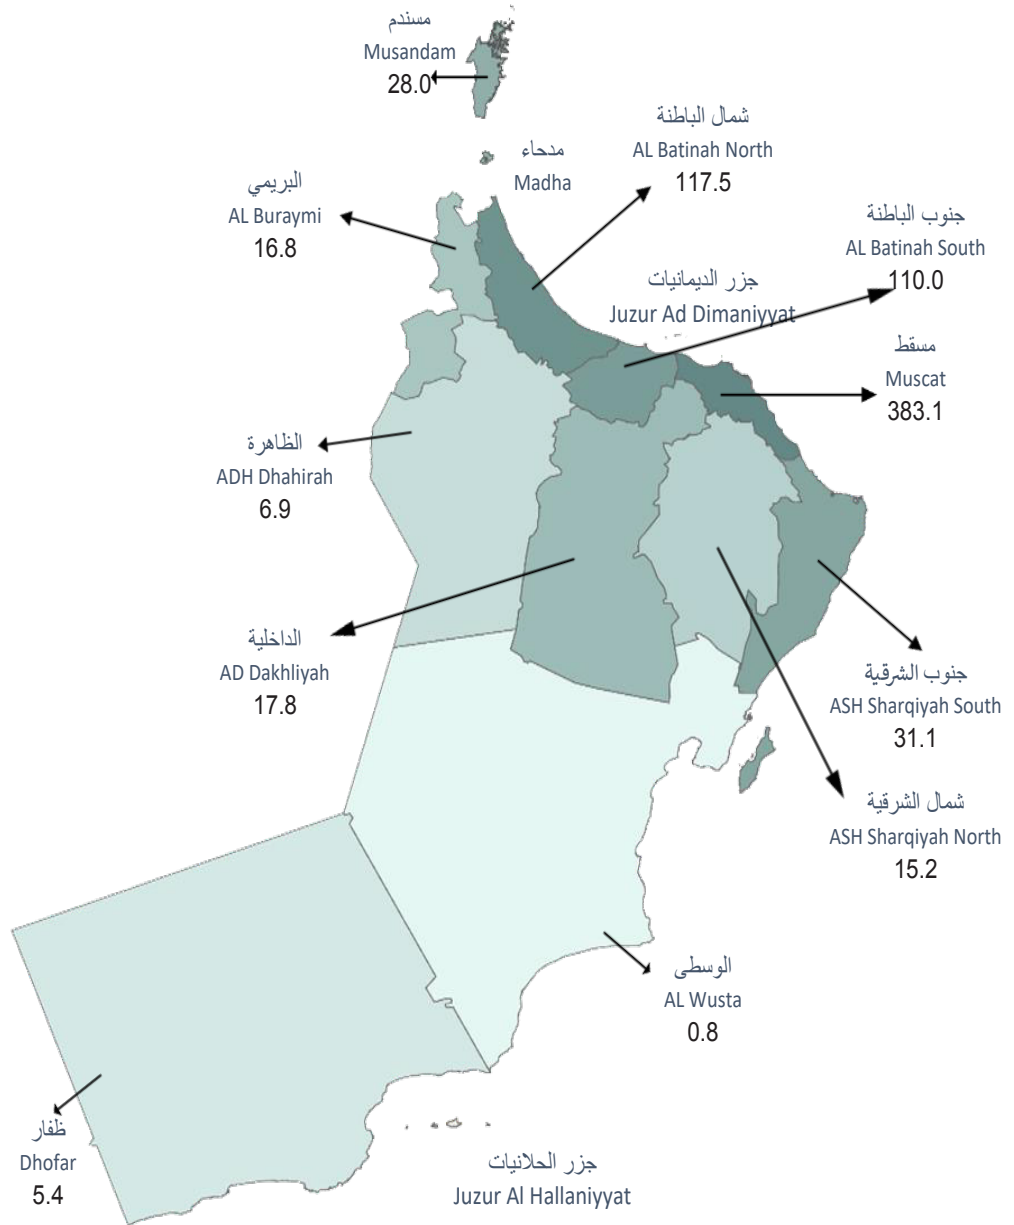 مسندم
Musandam
28.0
شمال الباطنة
AL Batinah North
117.5
مدحاء
Madha
البريمي
AL Buraymi
16.8
جنوب الباطنة
AL Batinah South
110.0
جزر الديمانيات
Juzur Ad Dimaniyyat
مسقط
Muscat
383.1
الظاهرة
ADH Dhahirah
6.9
الداخلية
AD Dakhliyah
17.8
جنوب الشرقية
ASH Sharqiyah South
31.1
شمال الشرقية
ASH Sharqiyah North
15.2
الوسطى
AL Wusta
0.8
ظفار
Dhofar
5.4
جزر الحلانيات
Juzur Al Hallaniyyat